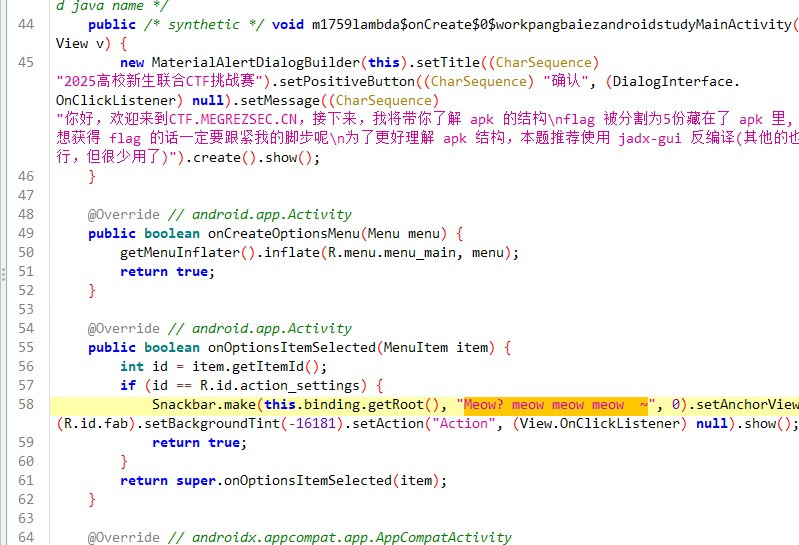 d java name */
44 public /* synthetic */ void m1759lambda$onCreate$0$workpangbaiezandroidstudyMainActivity(
View v) {
45 new MaterialAlertDialogBuilder(this).setTitle((CharSequence)
"2025高校新生联合CTF挑战赛").setPositiveButton((CharSequence) "确认", (DialogInterface.
OnClickListener) null).setMessage((CharSequence)
"你好，欢迎来到CTF.MEGREZSEC.CN，接下来，我将带你了解 apk 的结构\nflag 被分割为5份藏在了 apk 里,
想获得 flag 的话一定要跟紧我的脚步呢\n为了更好理解 apk 结构，本题推荐使用 jadx-gui 反编译(其他的也
行，但很少用了)").create().show();
46 }
47
48 @Override // android.app.Activity
49 public boolean onCreateOptionsMenu(Menu menu) {
50 getMenuInflater().inflate(R.menu.menu_main, menu);
51 return true;
52 }
53
54 @Override // android.app.Activity
55 public boolean onOptionsItemSelected(MenuItem item) {
56 int id = item.getItemId();
57 if (id == R.id.action_settings) {
58 Snackbar.make(this.binding.getRoot(), "Meow? meow meow meow  ~", 0).setAnchorView
(R.id.fab).setBackgroundTint(-16181).setAction("Action", (View.OnClickListener) null).show();
59 return true;
60 }
61 return super.onOptionsItemSelected(item);
62 }
63
64 @Override // androidx.appcompat.app.AppCompatActivity